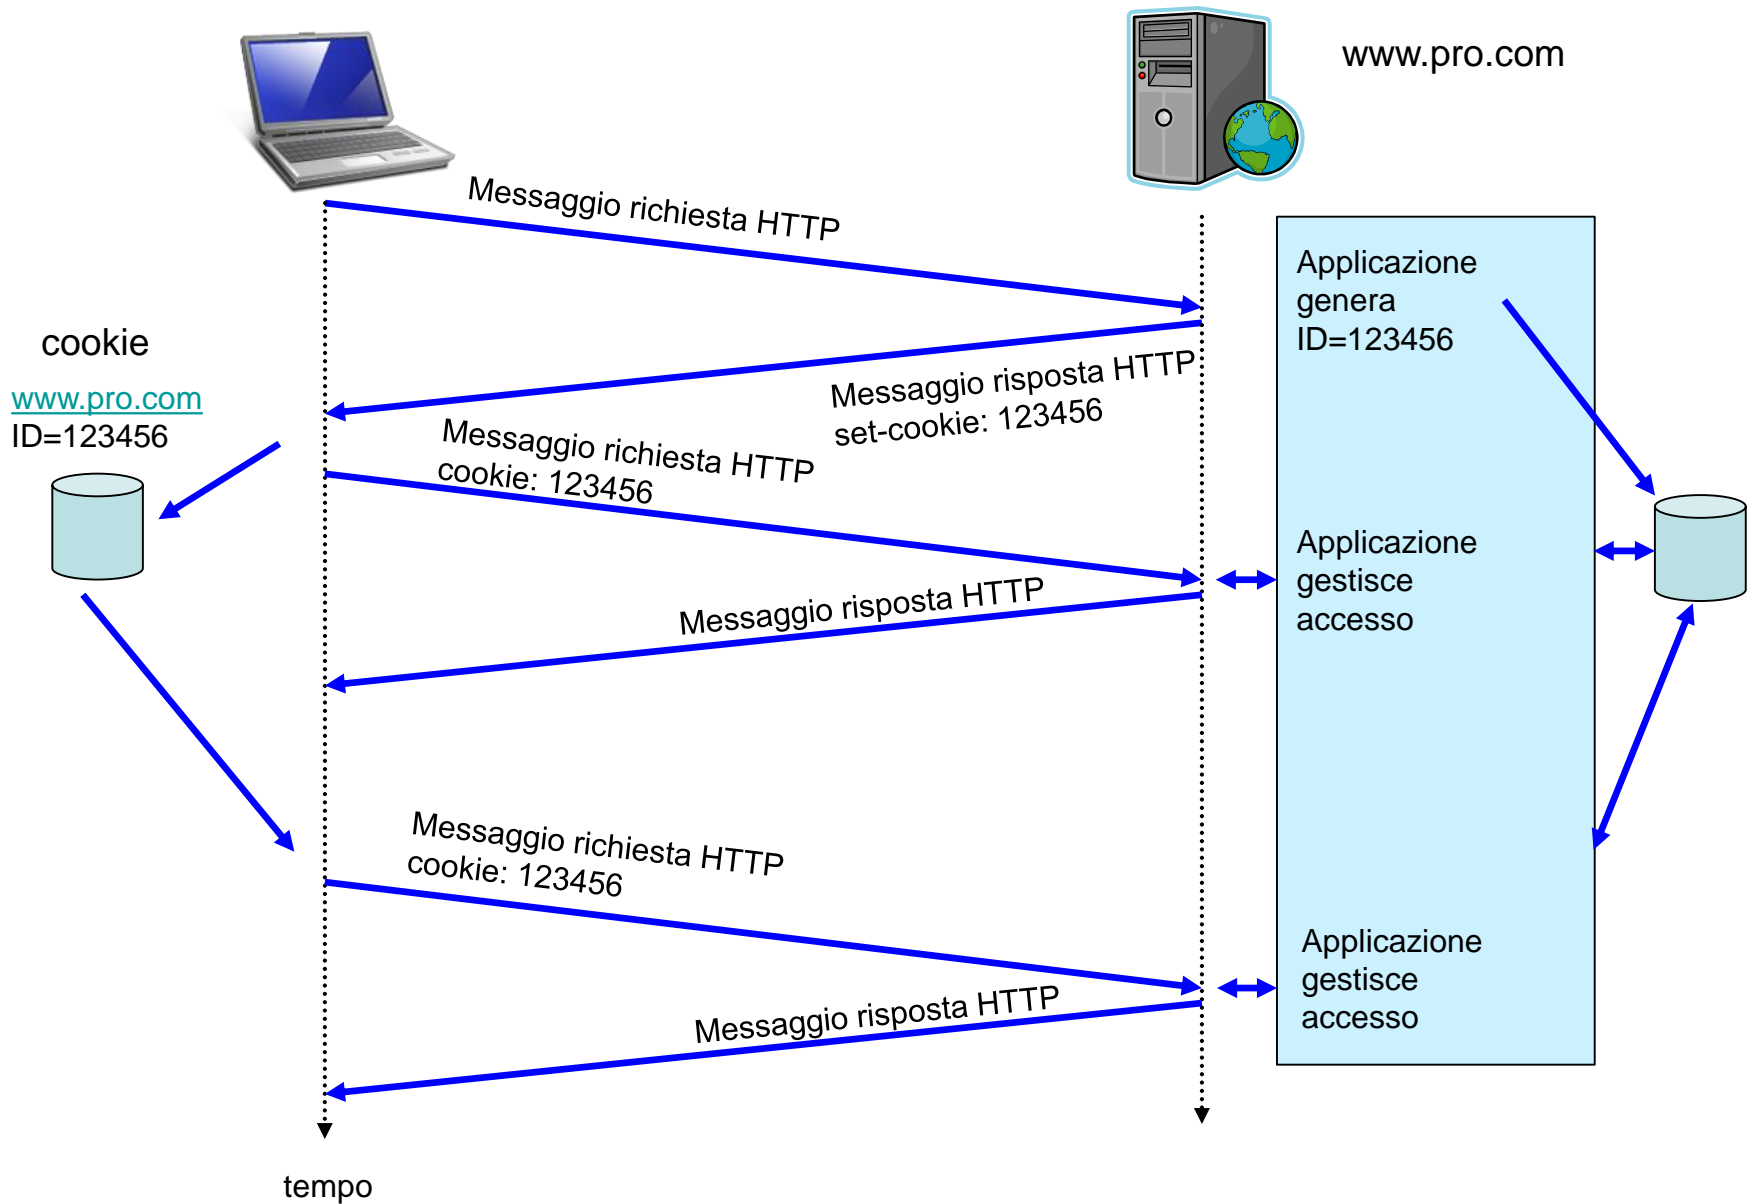 www.pro.com
Messaggio richiesta HTTP
Applicazione
genera
ID=123456
cookie
www.pro.com
ID=123456
Messaggio risposta HTTP
set-cookie: 123456
Messaggio richiesta HTTP
cookie: 123456
Applicazione
gestisce
accesso
Messaggio risposta HTTP
Messaggio richiesta HTTP
cookie: 123456
Applicazione
gestisce
accesso
Messaggio risposta HTTP
tempo